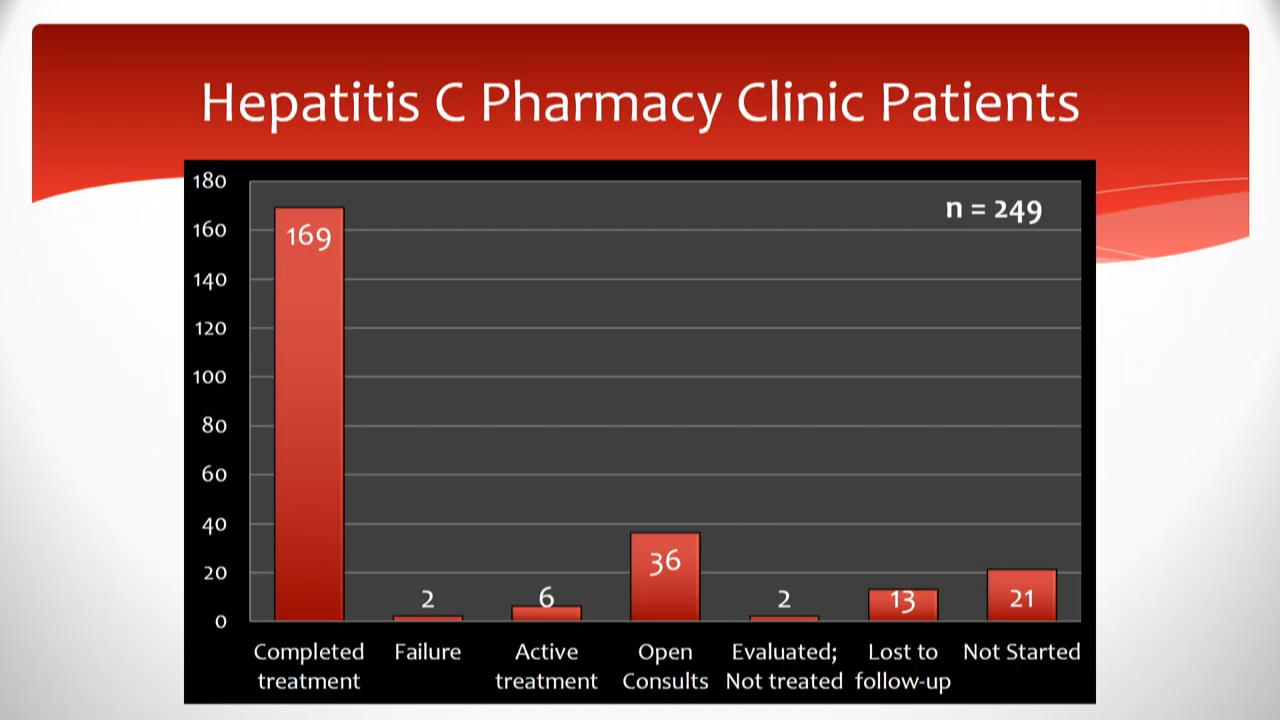 Hepatitis C Pharmacy Clinic Patients
180
160
140
120
100
80
60
40
20
0
n = 249
169
2
6
36
2
13
21
Completed
treatment
Failure
Active
treatment
Open
Consults
Evaluated;
Not treated
Lost to
follow-up
Not Started